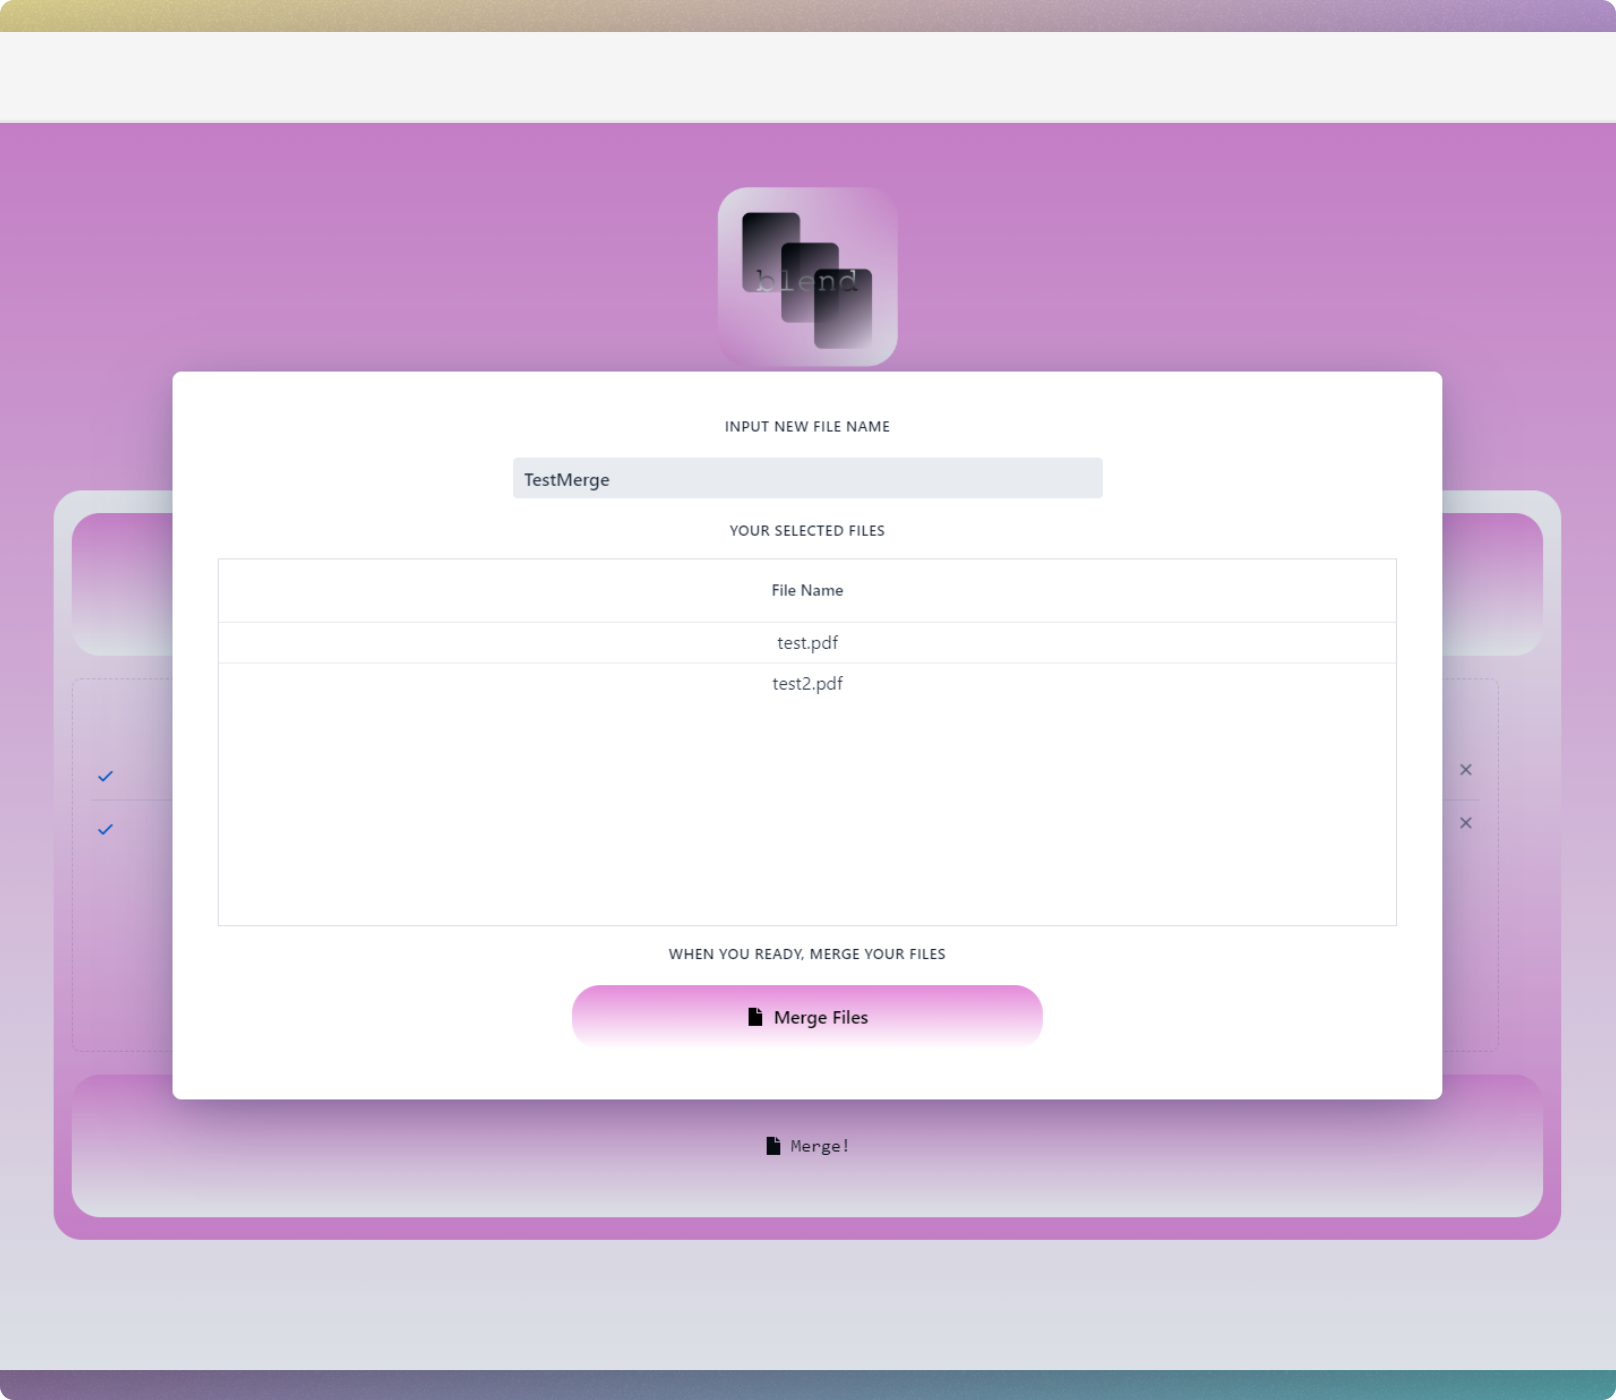 blend
INPUT NEW FILE NAME
TestMerge
YOUR SELECTED FILES
File Name
test.pdf
test2.pdf
WHEN YOU READY, MERGE YOUR FILES
Merge Files
Merge!